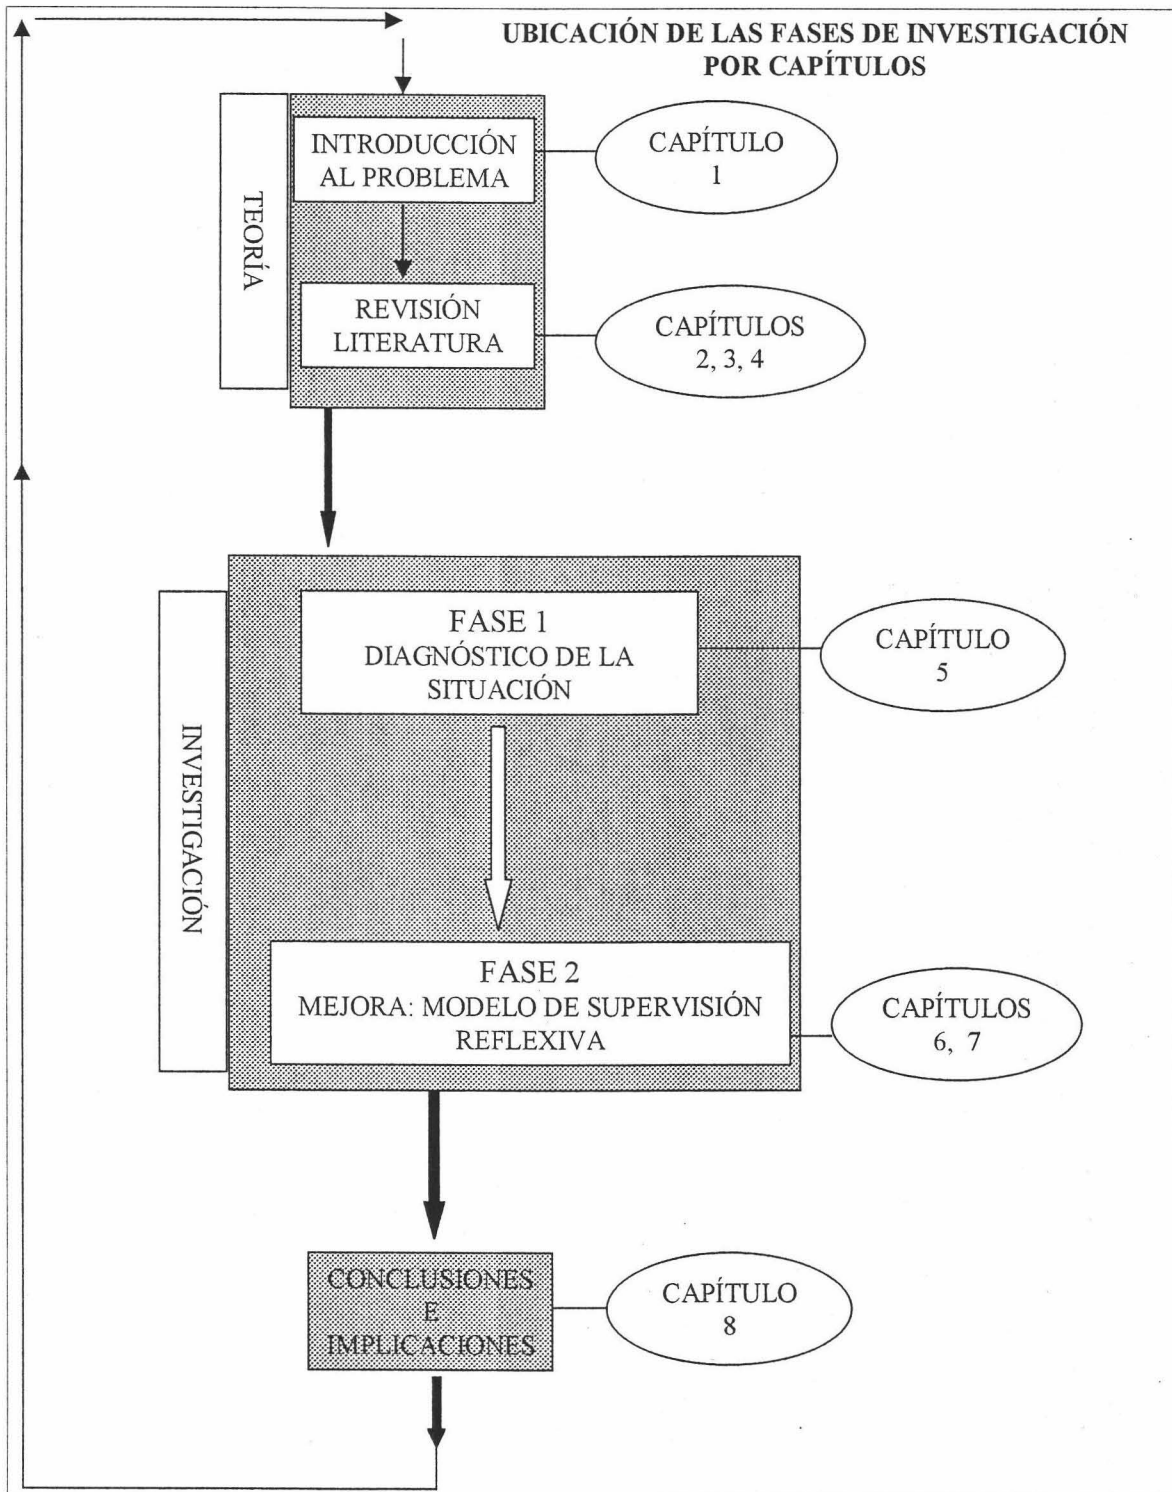 UBICACIÓN DE LAS FASES DE INVESTIGACIÓN
POR CAPÍTULOS
TEORÍA
INTRODUCCIÓN
AL PROBLEMA
CAPÍTULO
1
REVISIÓN
LITERATURA
CAPÍTULOS
2, 3, 4
INVESTIGACIÓN
FASE 1
DIAGNÓSTICO DE LA
SITUACIÓN
CAPÍTULO
5
FASE 2
MEJORA: MODELO DE SUPERVISIÓN
REFLEXIVA
CAPÍTULOS
6, 7
CONCLUSIONES
E
IMPLICACIONES
CAPÍTULO
8